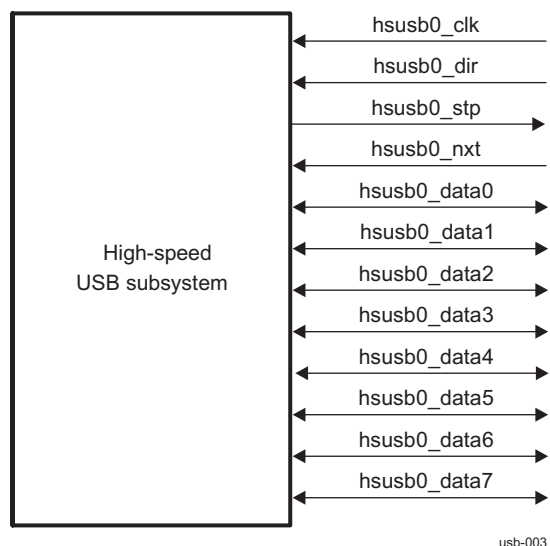 hsusb0_clk
hsusb0_dir
hsusb0_stp
hsusb0_nxt
hsusb0_data0
hsusb0_data1
High-speed
USB subsystem
hsusb0_data2
hsusb0_data3
hsusb0_data4
hsusb0_data5
hsusb0_data6
hsusb0_data7
usb-003